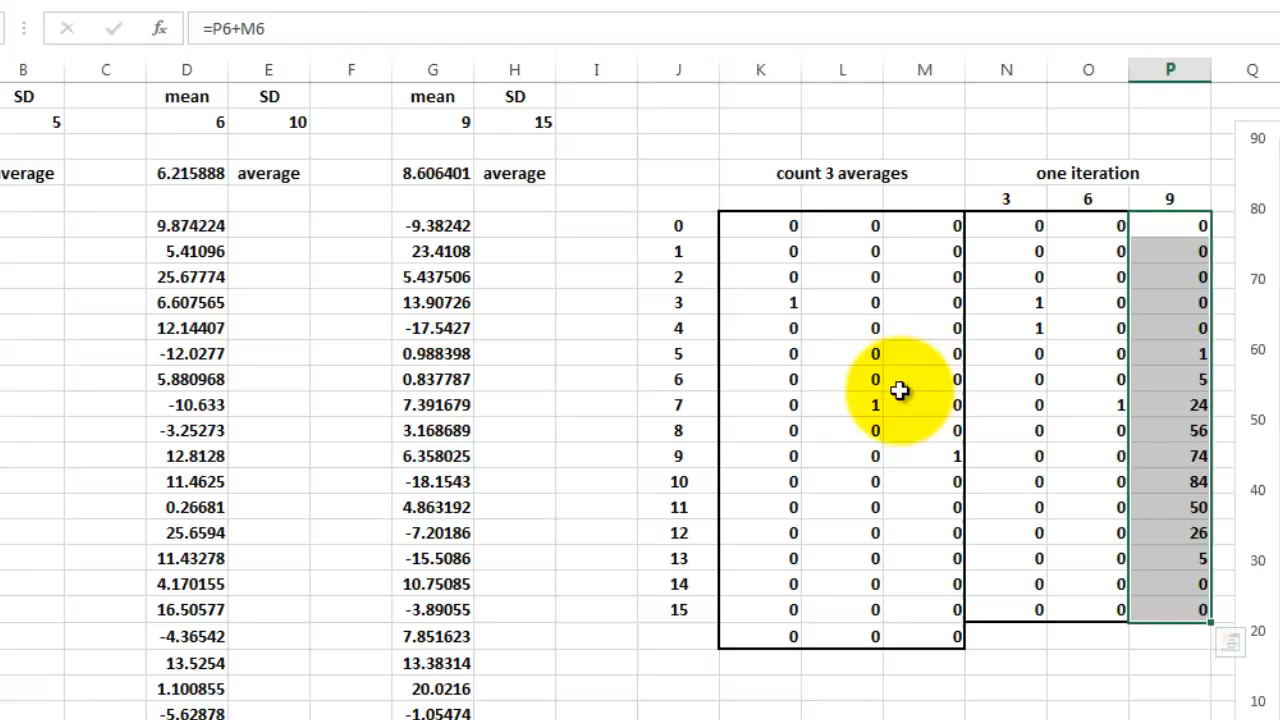 =P6+M6
B C D E F G H I J K L M N O P Q
SD mean SD mean SD
5 6 10 9 15
90
verage 6.215888 average 8.606401 average count 3 averages one iteration
3 6 9
80
9.874224 -9.38242 0 0 0 0 0 0 0
5.41096 23.4108 1 0 0 0 0 0 0
25.67774 5.437506 2 0 0 0 0 0 0
70
6.607565 13.90726 3 1 0 0 1 0 0
12.14407 -17.5427 4 0 0 0 1 0 0
60
-12.0277 0.988398 5 0 0 0 0 0 1
5.880968 0.837787 6 0 0 0 0 0 5
-10.633 7.391679 7 0 1 0 0 1 24
50
-3.25273 3.168689 8 0 0 0 0 0 56
12.8128 6.358025 9 0 0 1 0 0 74
11.4625 -18.1543 10 0 0 0 0 0 84
40
0.26681 4.863192 11 0 0 0 0 0 50
25.6594 -7.20186 12 0 0 0 0 0 26
11.43278 -15.5086 13 0 0 0 0 0 5
30
4.170155 10.75085 14 0 0 0 0 0 0
16.50577 -3.89055 15 0 0 0 0 0 0
20
-4.36542 7.851623 0 0 0
13.5254 13.38314
1.100855 20.0216
10
-5.62878 -1.05474